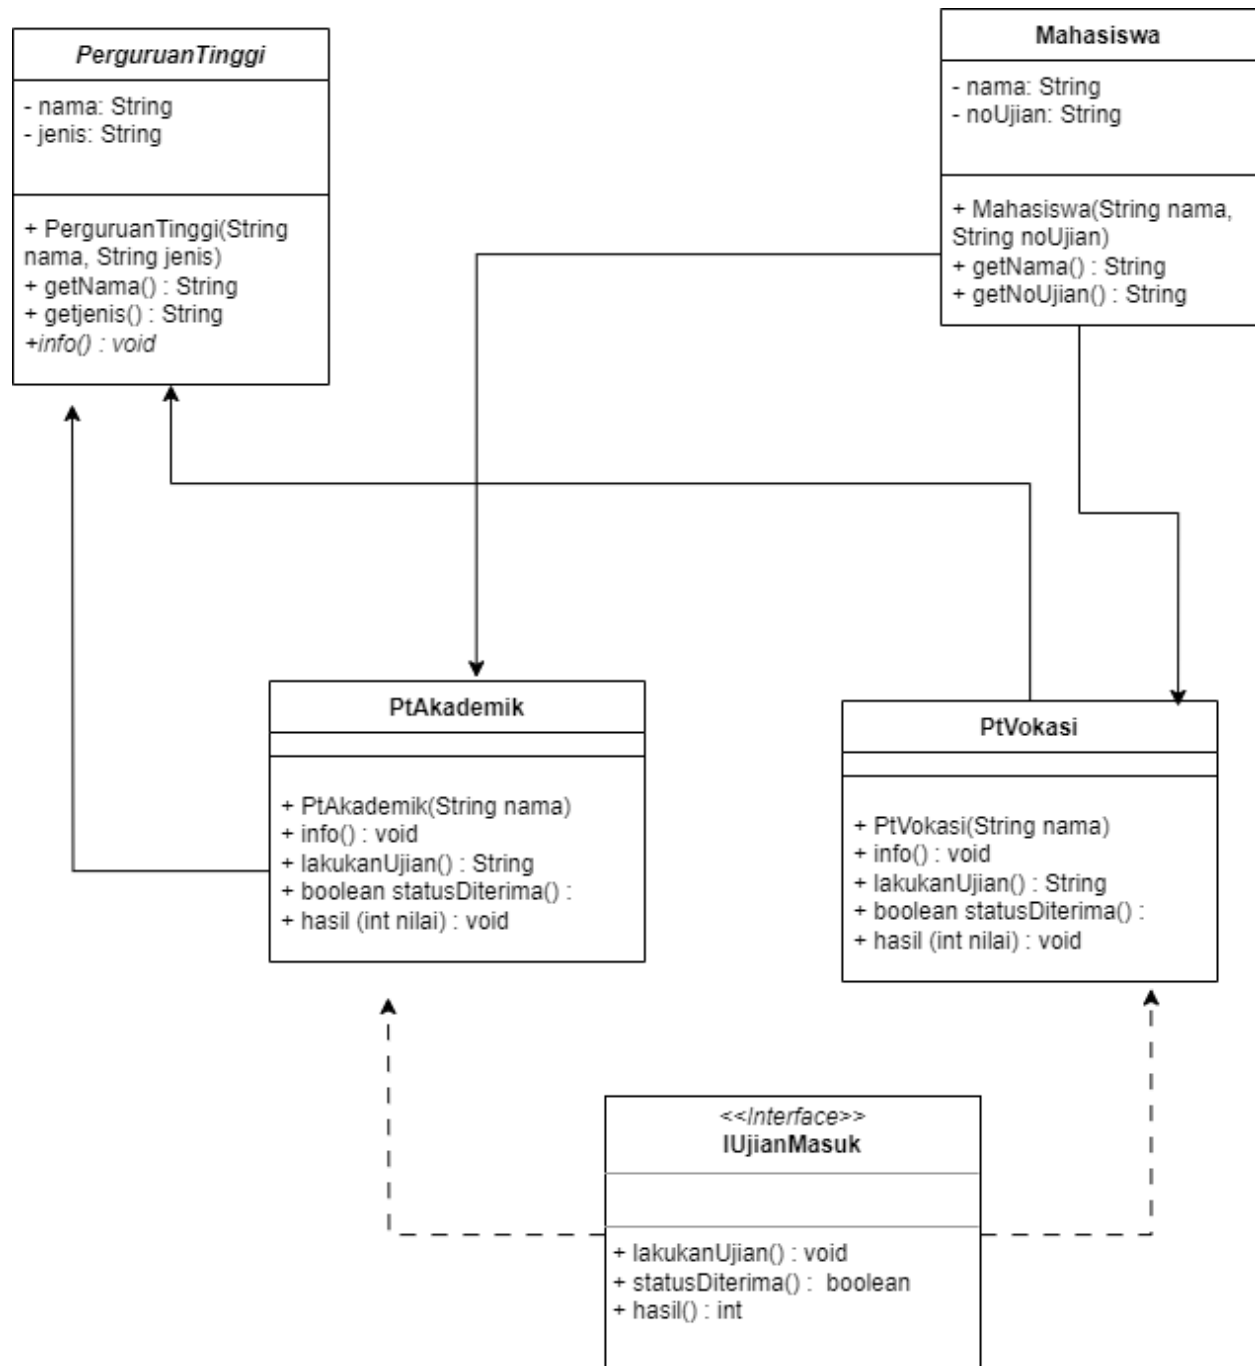 PerguruanTinggi
- nama: String
- jenis: String
+ PerguruanTinggi(String
nama, String jenis)
+ getNama() : String
+ getjenis() : String
+info() : void
Mahasiswa
- nama: String
- noUjian: String
+ Mahasiswa(String nama,
String noUjian)
+ getNama() : String
+ getNoUjian() : String
PtAkademik
+ PtAkademik(String nama)
+ info() : void
+ lakukanUjian() : String
+ boolean statusDiterima() :
+ hasil (int nilai) : void
PtVokasi
+ PtVokasi(String nama)
+ info() : void
+ lakukanUjian() : String
+ boolean statusDiterima() :
+ hasil (int nilai) : void
<<Interface>>
IUjianMasuk
+ lakukanUjian() : void
+ statusDiterima() :  boolean
+ hasil() : int